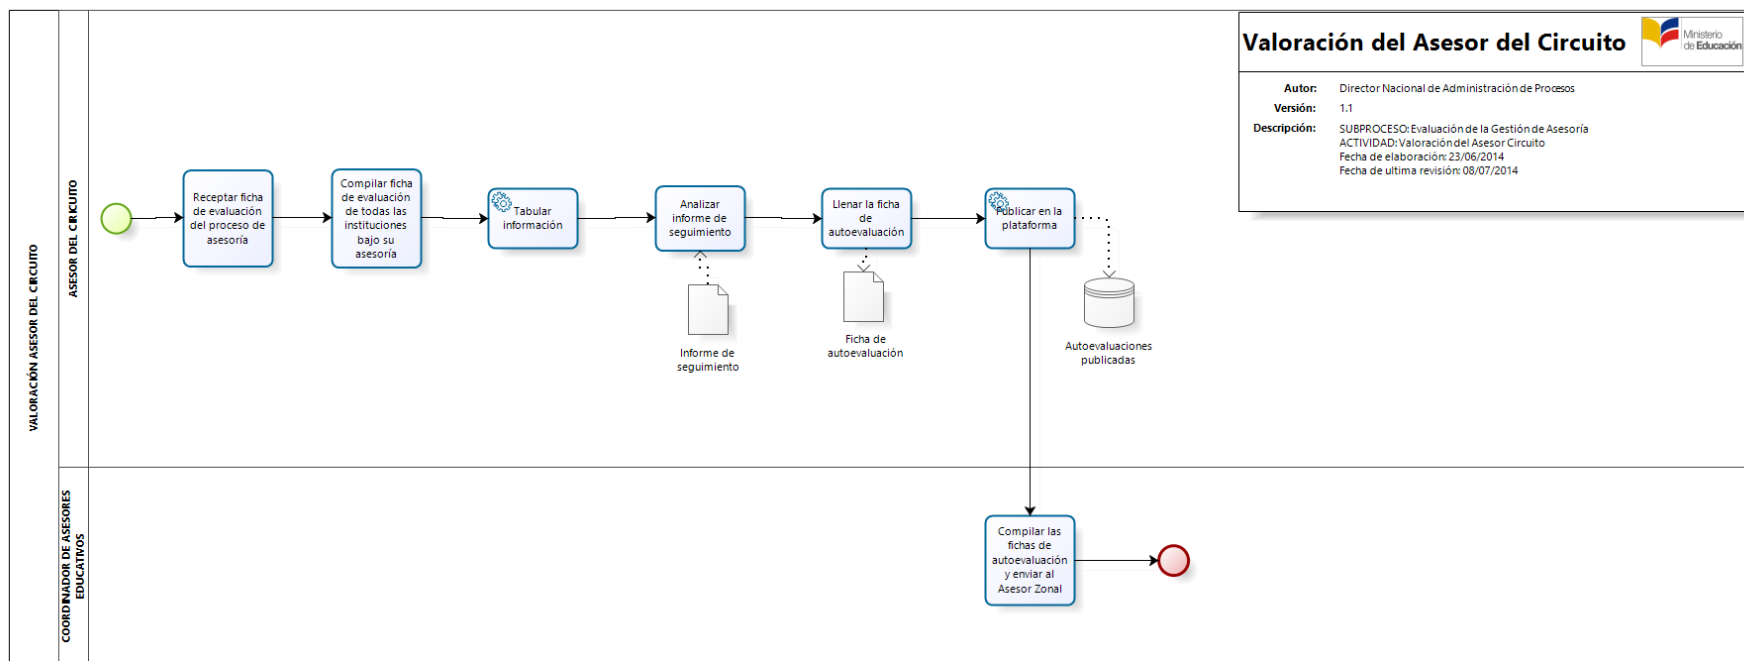 VALORACIÓN ASESOR DEL CIRCUITO
ASESOR DEL CIRCUITO
COORDINADOR DE ASESORES
EDUCATIVOS
Valoración del Asesor del Circuito
Ministerio
de Educación
Autor: Director Nacional de Administración de Procesos
Versión: 1.1
Descripción: SUBPROCESO: Evaluación de la Gestión de Asesoría
ACTIVIDAD: Valoración del Asesor Circuito
Fecha de elaboración: 23/06/2014
Fecha de ultima revisión: 08/07/2014
Receptar ficha
de evaluación
del proceso de
asesoría
Compilar ficha
de evaluación
de todas las
instituciones
bajo su
asesoría
Tabular
información
Analizar
informe de
seguimiento
Llenar la ficha
de
autoevaluación
Publicar en la
plataforma
Informe de
seguimiento
Ficha de
autoevaluación
Autoevaluaciones
publicadas
Compilar las
fichas de
autoevaluación
y enviar al
Asesor Zonal